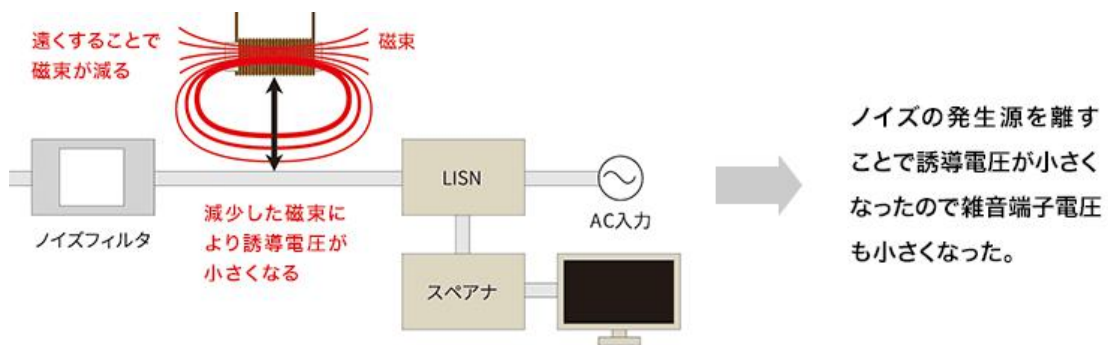 遠くすることで
磁束が減る
磁束
ノイズフィルタ
減少した磁束に
より誘導電圧が
小さくなる
LISN
AC入力
スペアナ
ノイズの発生源を離す
ことで誘導電圧が小さく
なったので雑音端子電圧
も小さくなった。